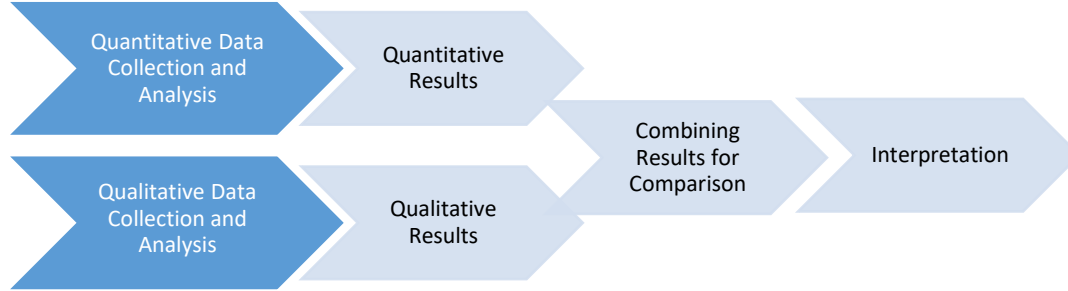 Quantitative Data
Collection and
Analysis
Quantitative
Results
Qualitative Data
Collection and
Analysis
Qualitative
Results
Combining
Results for
Comparison
Interpretation